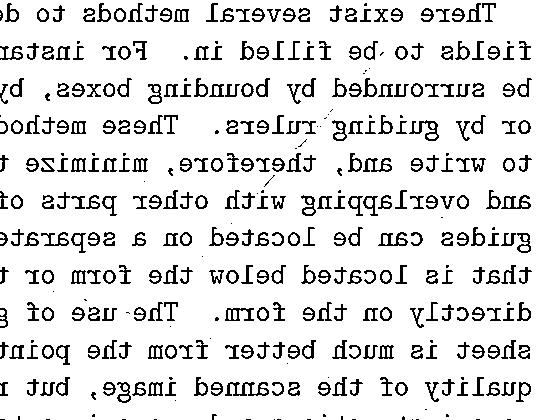 There exist several methods to de
fields to be filled in. For instan
be surrounded by bounding boxes, by
or by guiding rulers. These method
to write and, therefore, minimize t
and overlapping with other parts of
guides can be located on a separate
that is located below the form or t
directly on the form. The use of g
sheet is much better from the point
quality of the scanned image, but r